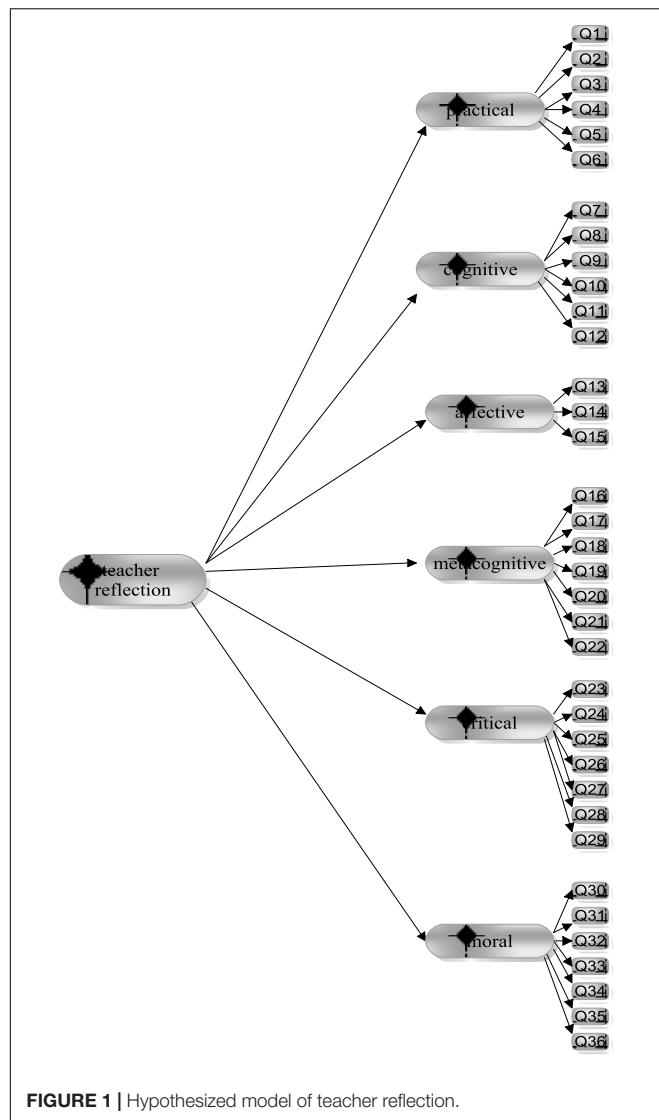 Q1
Q2
Q3
practical
Q4
Q5
Q6
Q7
Q8
Q9
cognitive
Q10
Q11
Q12
Q13
affective
Q14
Q15
Q16
Q17
Q18
metacognitive
Q19
Q20
Q21
Q22
teacher
reflection
Q23
Q24
critical
Q25
Q26
Q27
Q28
Q29
Q30
Q31
moral
Q32
Q33
Q34
Q35
Q36
FIGURE 1 | Hypothesized model of teacher reflection.